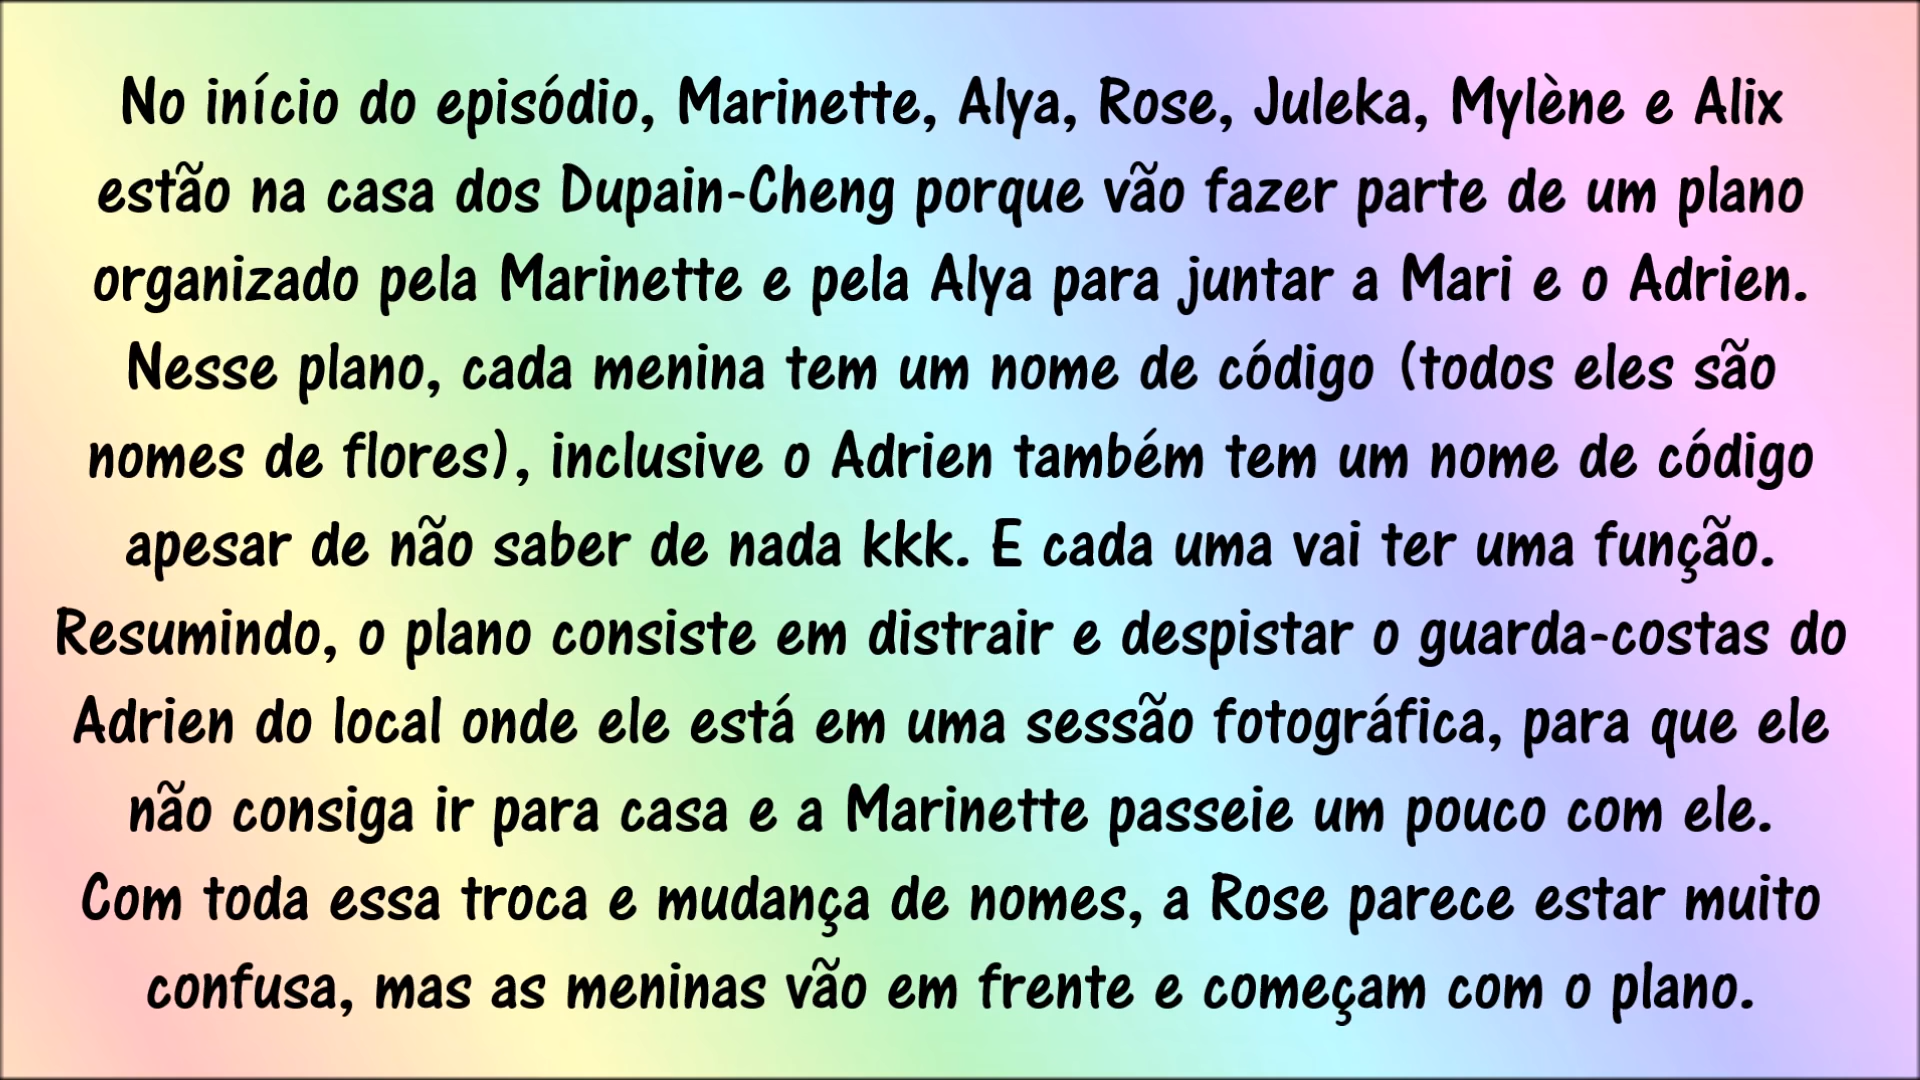 No início do episódio, Marinette, Alya, Rose, Juleka, Mylène e Alix
estão na casa dos Dupain-Cheng porque vão fazer parte de um plano
organizado pela Marinette e pela Alya para juntar a Mari e o Adrien.
Nesse plano, cada menina tem um nome de código (todos eles são
nomes de flores), inclusive o Adrien também tem um nome de código
apesar de não saber de nada kkk. E cada uma vai ter uma função.
Resumindo, o plano consiste em distrair e despistar o guarda-costas do
Adrien do local onde ele está em uma sessão fotográfica, para que ele
não consiga ir para casa e a Marinette passeie um pouco com ele.
Com toda essa troca e mudança de nomes, a Rose parece estar muito
confusa, mas as meninas vão em frente e começam com o plano.